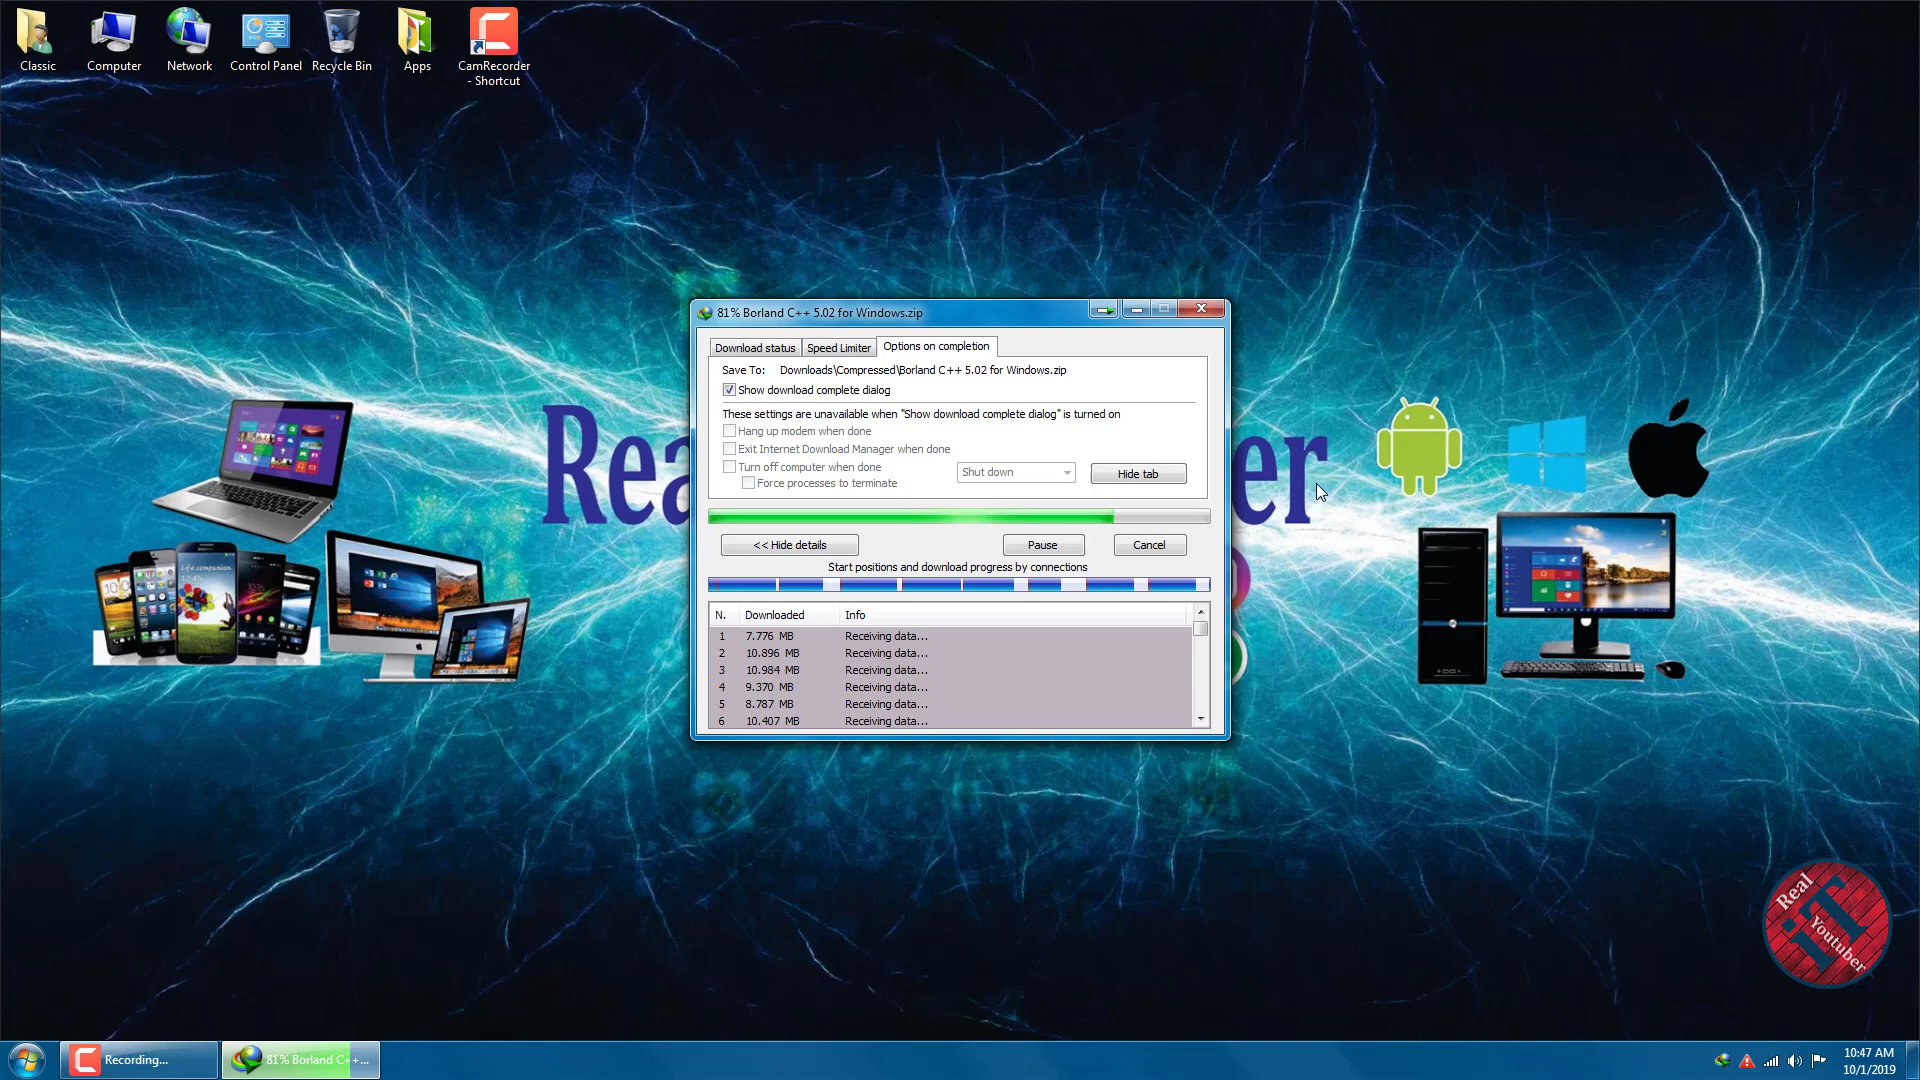 Classic
Computer
Network
Control Panel
Recycle Bin
Apps
CamRecorder
- Shortcut
81% Borland C++ 5.02 for Windows.zip
Download status
Speed Limiter
Options on completion
Save To: Downloads\Compressed\Borland C++ 5.02 for Windows.zip
Show download complete dialog
These settings are unavailable when "Show download complete dialog" is turned on
Hang up modem when done
Exit Internet Download Manager when done
Turn off computer when done
Shut down
Hide tab
Force processes to terminate
<< Hide details
Pause
Cancel
Start positions and download progress by connections
N. Downloaded Info
1 7.776 MB Receiving data...
2 10.896 MB Receiving data...
3 10.984 MB Receiving data...
4 9.370 MB Receiving data...
5 8.787 MB Receiving data...
6 10.407 MB Receiving data...
Rea
er
Life companion
Real
iT
Youtuber
Recording...
81% Borland C++...
10:47 AM
10/1/2019